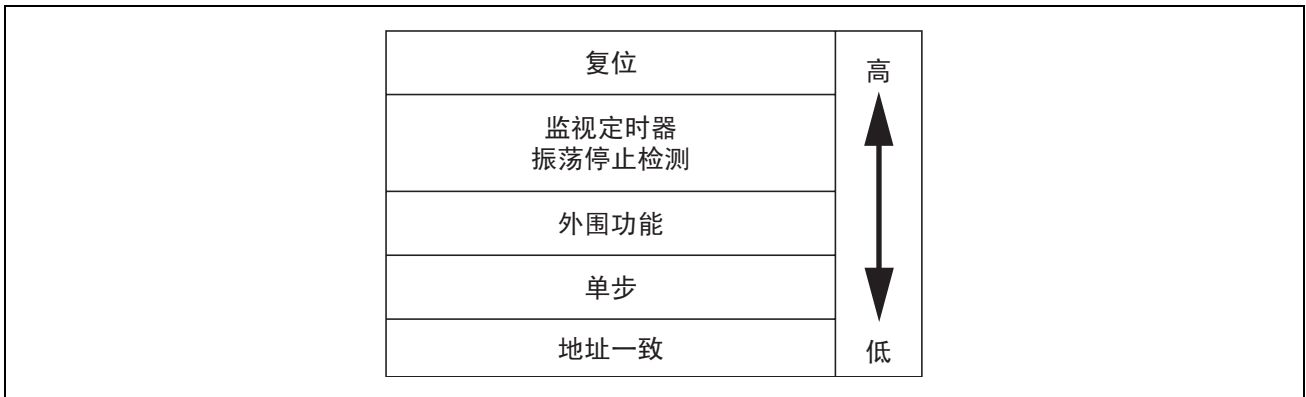 复位
高
监视定时器
振荡停止检测
外围功能
单步
地址一致
低